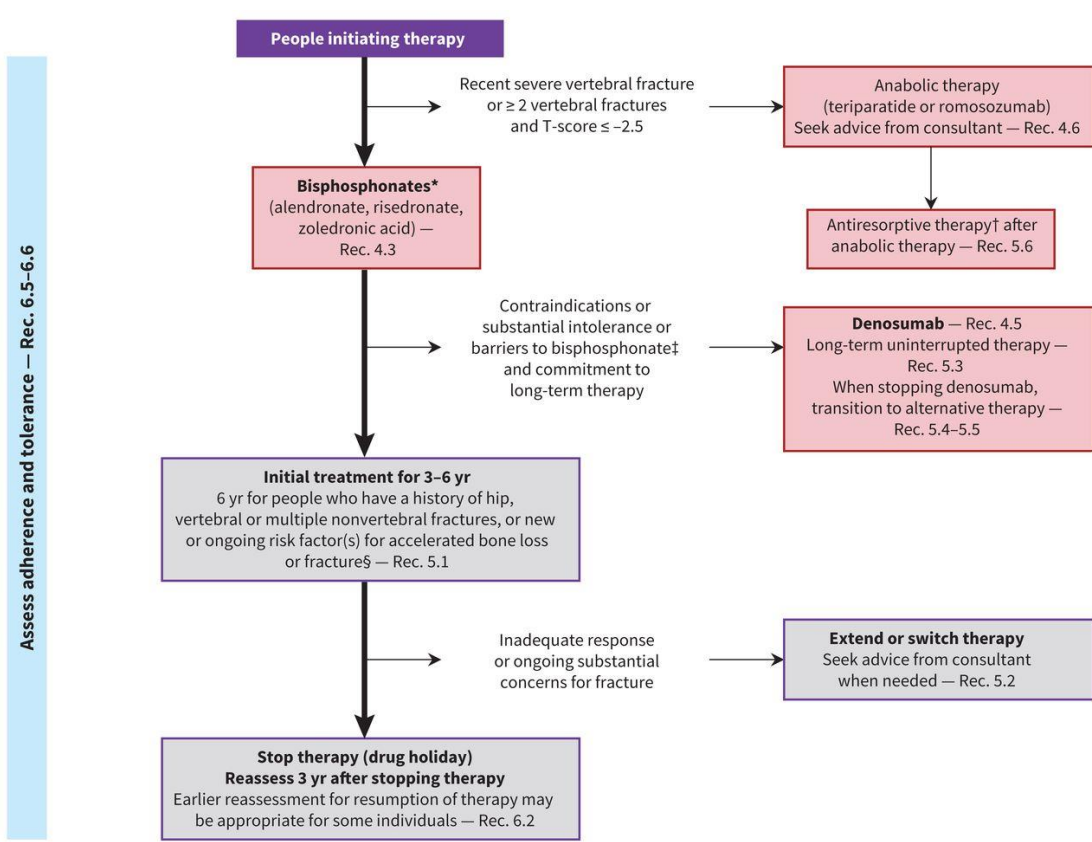 People initiating therapy
Recent severe vertebral fracture
or ≥ 2 vertebral fractures
and T-score ≤ –2.5
Anabolic therapy
(teriparatide or romosozumab)
Seek advice from consultant — Rec. 4.6
Bisphosphonates*
(alendronate, risedronate,
zoledronic acid) —
Rec. 4.3
Antiresorptive therapy† after
anabolic therapy — Rec. 5.6
Contraindications or
substantial intolerance or
barriers to bisphosphonate‡
and commitment to
long-term therapy
Denosumab — Rec. 4.5
Long-term uninterrupted therapy —
Rec. 5.3
When stopping denosumab,
transition to alternative therapy —
Rec. 5.4–5.5
Initial treatment for 3–6 yr
6 yr for people who have a history of hip,
vertebral or multiple nonvertebral fractures, or new
or ongoing risk factor(s) for accelerated bone loss
or fracture§ — Rec. 5.1
Inadequate response
or ongoing substantial
concerns for fracture
Extend or switch therapy
Seek advice from consultant
when needed — Rec. 5.2
Stop therapy (drug holiday)
Reassess 3 yr after stopping therapy
Earlier reassessment for resumption of therapy may
be appropriate for some individuals — Rec. 6.2
Assess adherence and tolerance — Rec. 6.5–6.6